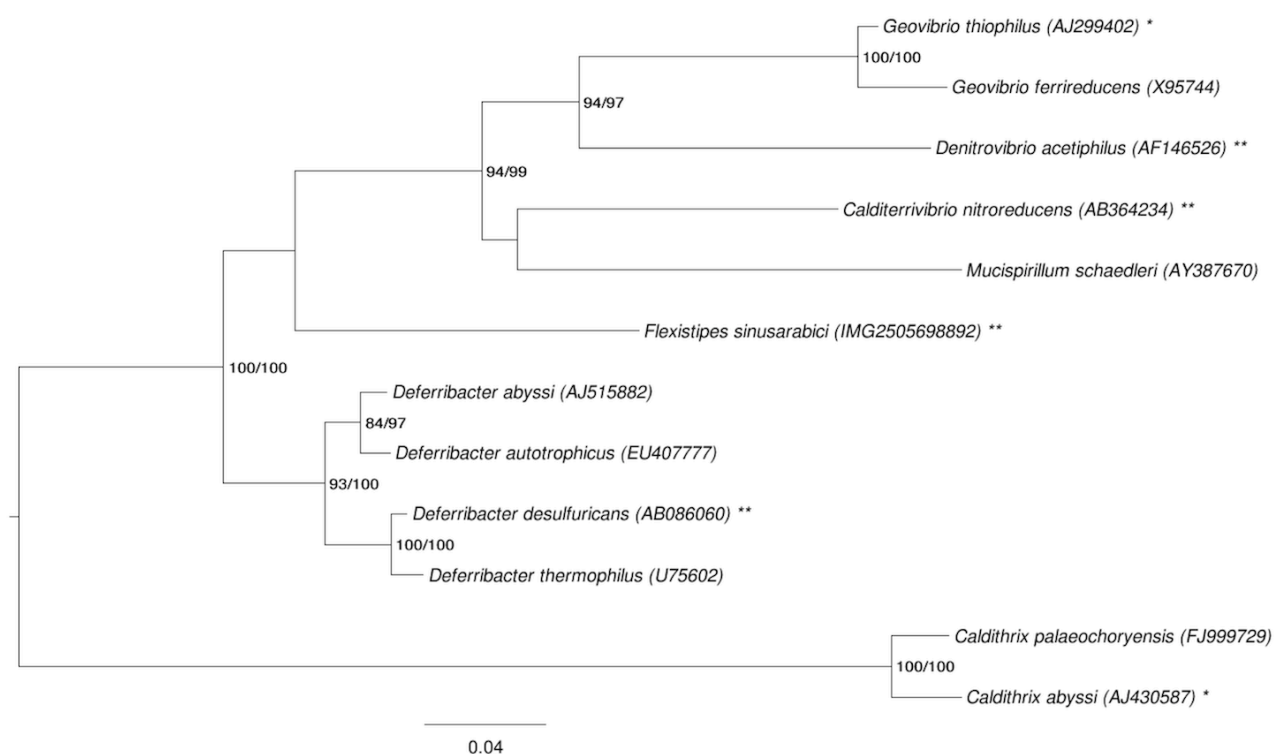 Geovibrio thiophilus (AJ299402) *
100/100
Geovibrio ferrireducens (X95744)
94/97
Denitrovibrio acetiphilus (AF146526) **
94/99
Calditerrivibrio nitroreducens (AB364234) **
Mucispirillum schaedleri (AY387670)
Flexistipes sinusarabici (IMG2505698892) **
100/100
Deferribacter abyssi (AJ515882)
84/97
Deferribacter autotrophicus (EU407777)
93/100
Deferribacter desulfuricans (AB086060) **
100/100
Deferribacter thermophilus (U75602)
Caldithrix palaeochoryensis (FJ999729)
100/100
Caldithrix abyssi (AJ430587) *
0.04